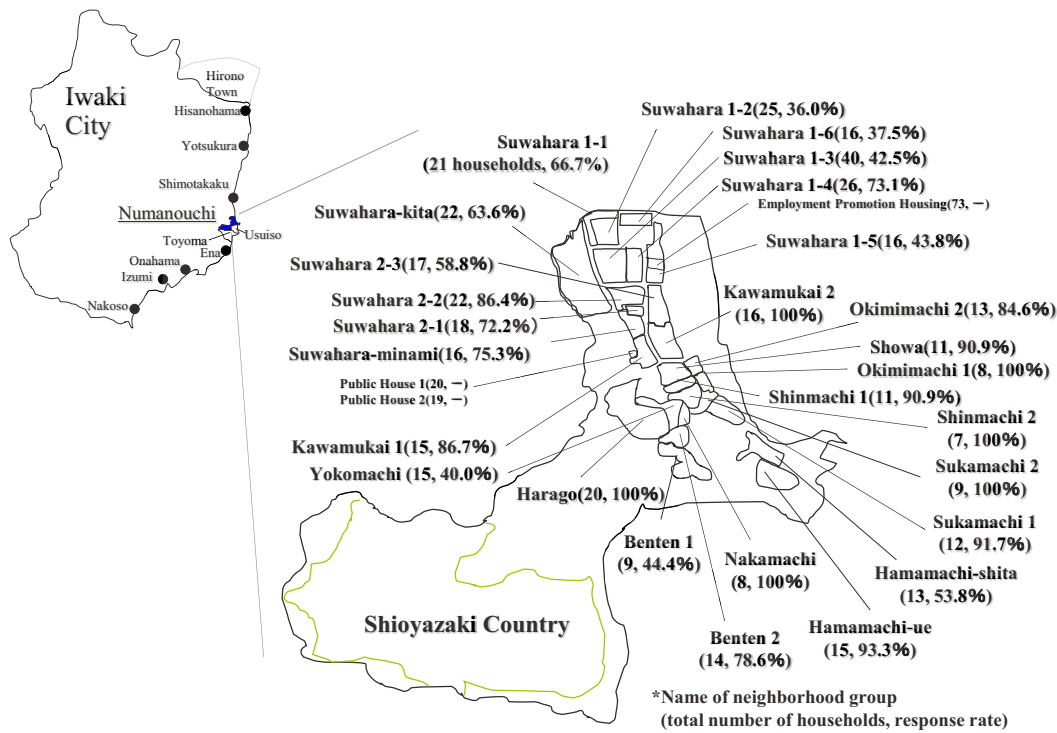 Iwaki
City
Hirono
Town
Hisanohama
Yotsukura
Shimotakaku
Numanouchi
Usuiso
Toyoma
Ena
Onahama
Izumi
Nakoso
Suwahara 1-1
(21 households, 66.7%)
Suwahara-kita(22, 63.6%)
Suwahara 2-3(17, 58.8%)
Suwahara 2-2(22, 86.4%)
Suwahara 2-1(18, 72.2%)
Suwahara-minami(16, 75.3%)
Public House 1(20, —)
Public House 2(19, —)
Kawamukai 1(15, 86.7%)
Yokomachi (15, 40.0%)
Harago(20, 100%)
Suwahara 1-2(25, 36.0%)
Suwahara 1-6(16, 37.5%)
Suwahara 1-3(40, 42.5%)
Suwahara 1-4(26, 73.1%)
Employment Promotion Housing(73, —)
Suwahara 1-5(16, 43.8%)
Kawamukai 2
(16, 100%)
Okimimachi 2(13, 84.6%)
Showa(11, 90.9%)
Okimimachi 1(8, 100%)
Shinmachi 1(11, 90.9%)
Shinmachi 2
(7, 100%)
Sukamachi 2
(9, 100%)
Sukamachi 1
(12, 91.7%)
Hamamachi-shita
(13, 53.8%)
Hamamachi-ue
(15, 93.3%)
Benten 1
(9, 44.4%)
Nakamachi
(8, 100%)
Benten 2
(14, 78.6%)
Shioyazaki Country
*Name of neighborhood group
(total number of households, response rate)